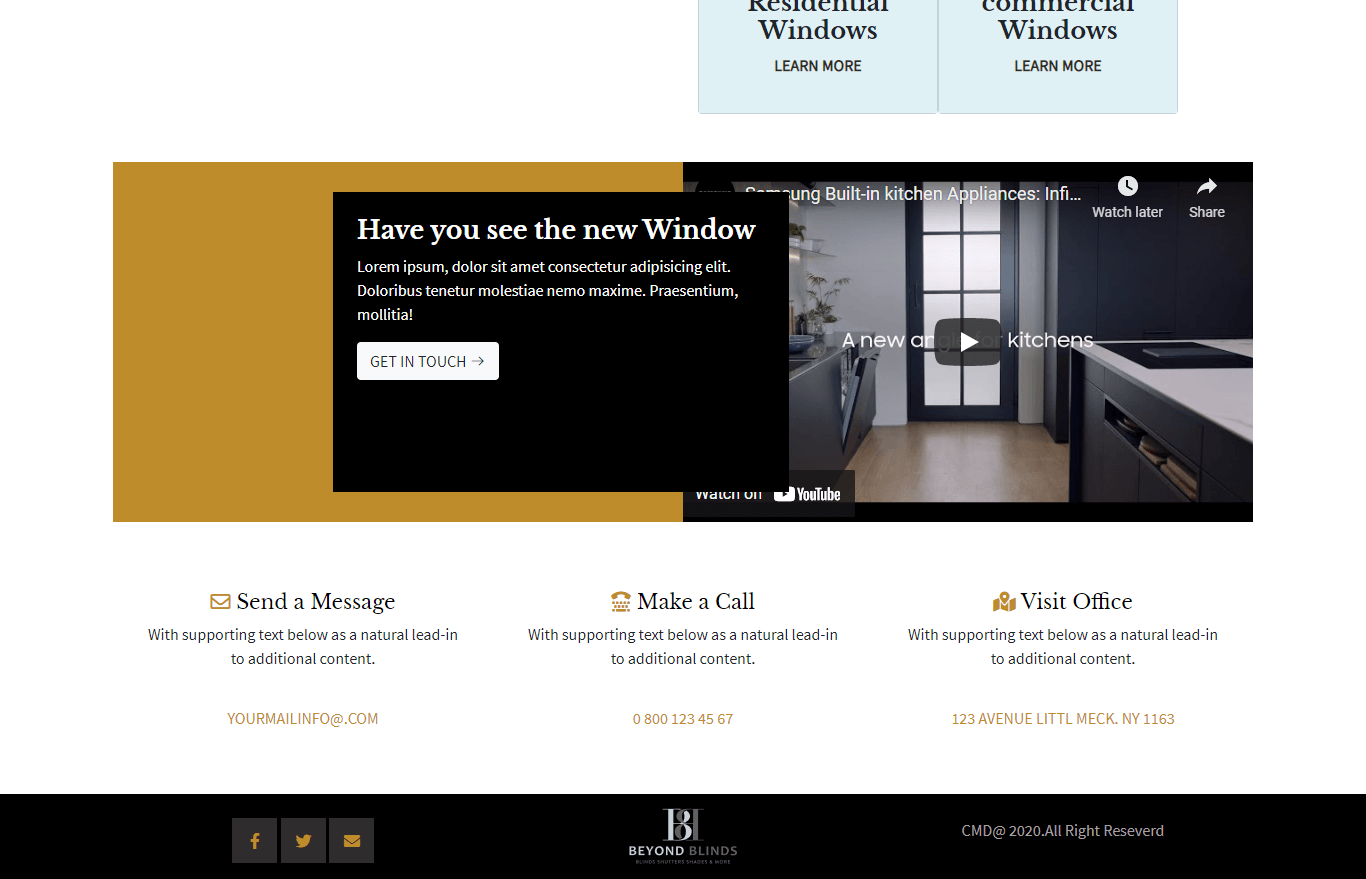 Residential
Windows
LEARN MORE
commercial
Windows
LEARN MORE
Have you see the new Window
Lorem ipsum, dolor sit amet consectetur adipisicing elit.
Doloribus tenetur molestiae nemo maxime. Praesentium,
mollitia!
GET IN TOUCH
Samsung Built-in kitchen Appliances: Infi...
Watch later
Share
A new angle for kitchens
Watch on YouTube
Send a Message
With supporting text below as a natural lead-in
to additional content.
YOURMAILINFO@.COM
Make a Call
With supporting text below as a natural lead-in
to additional content.
0 800 123 45 67
Visit Office
With supporting text below as a natural lead-in
to additional content.
123 AVENUE LITTL MECK. NY 1163
BEYOND BLINDS
BLINDS SHUTTERS SHADES & MORE
CMD@ 2020.All Right Reseverd